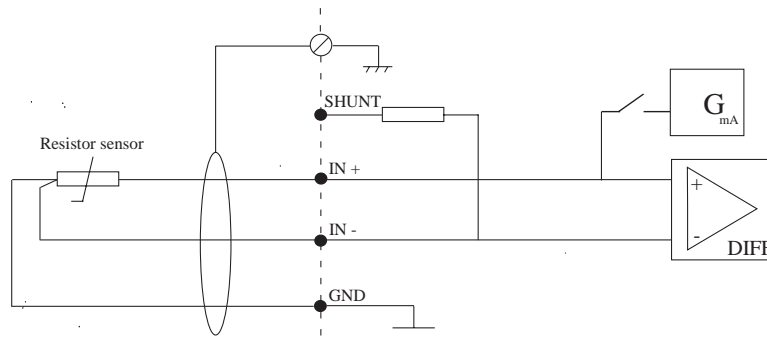 SHUNT
G
mA
Resistor sensor
IN +
+
IN -
-
DIFF
GND